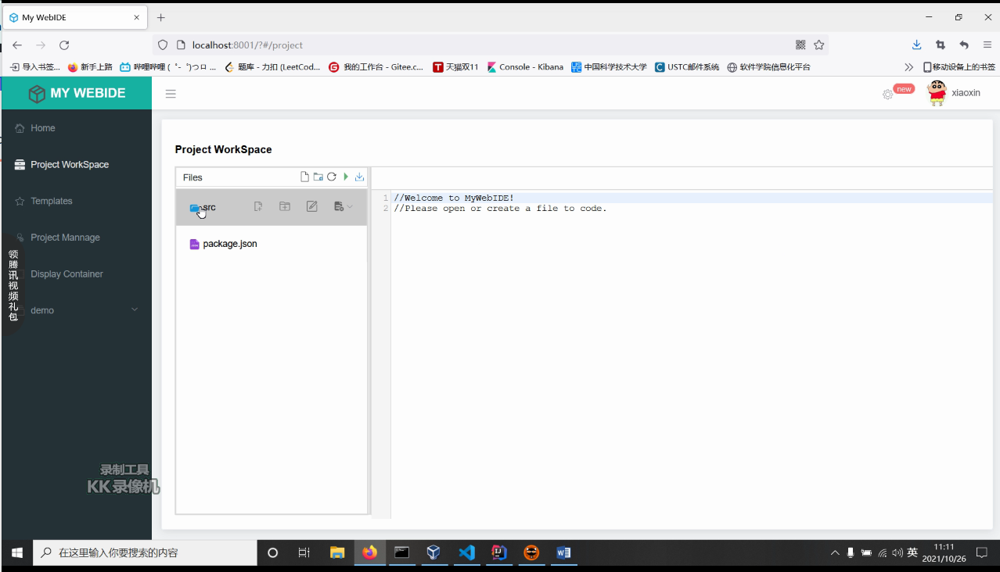 My WebIDE
localhost:8001/?#/project
导入书签... 新手上路 哔哩哔哩 (゜-゜)つロ ... 题库 - 力扣 (LeetCod... 我的工作台 - Gitee.c... 天猫双11 Console - Kibana 中国科学技术大学 USTC邮件系统 软件学院信息化平台 移动设备上的书签
MY WEBIDE
new
xiaoxin
Home
Project WorkSpace
Templates
Project Mannage
Display Container
demo
领腾讯视频礼包
Project WorkSpace
Files
src
package.json
1 //Welcome to MyWebIDE!
2 //Please open or create a file to code.
录制工具
KK录像机
在这里输入你要搜索的内容
英
11:11
2021/10/26